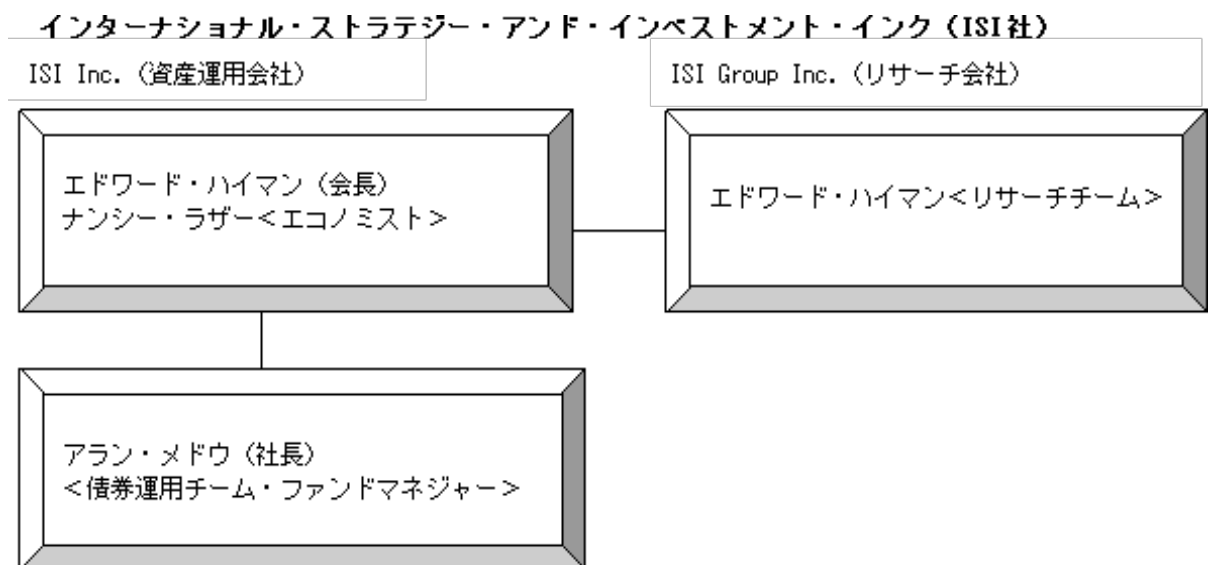 インターナショナル・ストラテジー・アンド・インベストメント・インク（ISI社）
ISI Inc.（資産運用会社）
ISI Group Inc.（リサーチ会社）
エドワード・ハイマン（会長）
ナンシー・ラザー＜エコノミスト＞
エドワード・ハイマン＜リサーチチーム＞
アラン・メドウ（社長）
＜債券運用チーム・ファンドマネジャー＞